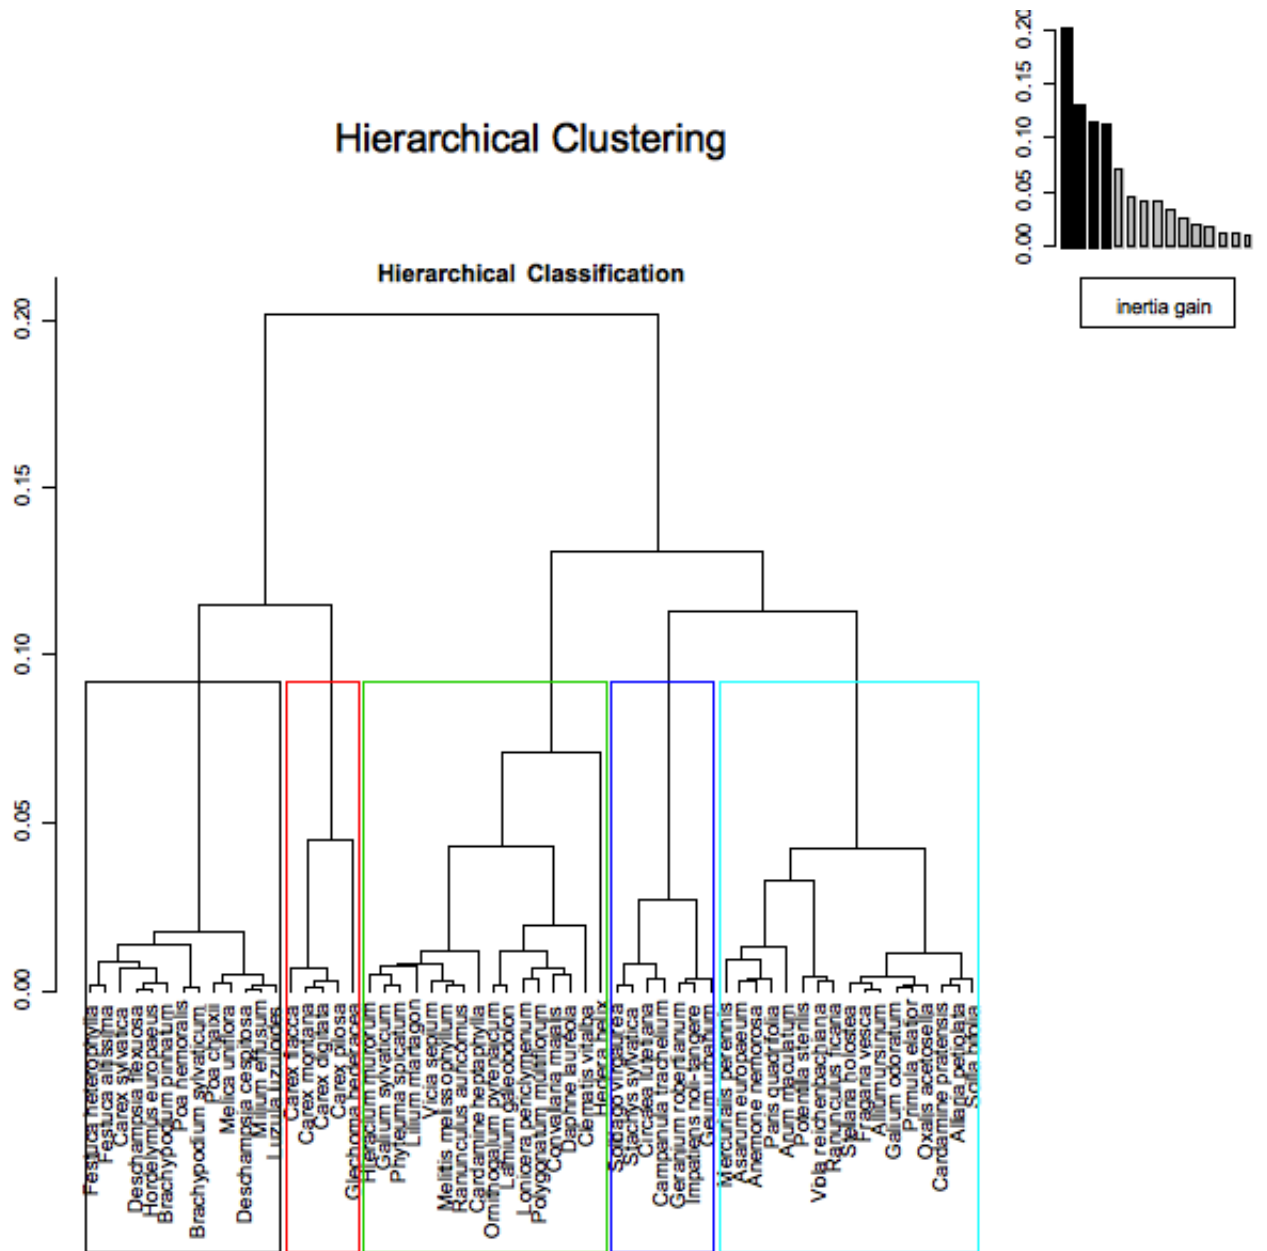 0.20
0.15
0.10
0.05
0.00
inertia gain
Hierarchical Clustering
Hierarchical Classification
0.20
0.15
0.10
0.05
0.00
Festuca heterophylla
Festuca altissima
Carex sylvatica
Deschampsia flexuosa
Hordelymus europaeus
Brachypodium pinnatum
Poa nemoralis
Brachypodium sylvaticum
Poa chaixii
Melica uniflora
Deschampsia cespitosa
Milium effusum
Luzula luzuloides
Carex flacca
Carex montana
Carex digitata
Carex pilosa
Glechoma hederacea
Hieracium murorum
Galium sylvaticum
Phyteuma spicatum
Lilium martagon
Vicia sepium
Melittis melissophyllum
Ranunculus auricomus
Cardamine heptaphylla
Ornithogalum pyrenaicum
Lamium galeobdolon
Lonicera periclymenum
Polygonatum multiflorum
Convallaria majalis
Daphne laureola
Clematis vitalba
Hedera helix
Solidago virgaurea
Stachys sylvatica
Circaea lutetiana
Campanula trachelium
Geranium robertianum
Impatiens noli-tangere
Geum urbanum
Mercurialis perennis
Asarum europaeum
Anemone nemorosa
Paris quadrifolia
Arum maculatum
Potentilla sterilis
Viola reichenbachiana
Ranunculus ficaria
Stellaria holostea
Fragaria vesca
Allium ursinum
Galium odoratum
Primula elatior
Oxalis acetosella
Cardamine pratensis
Alliaria petiolata
Scilla bifolia